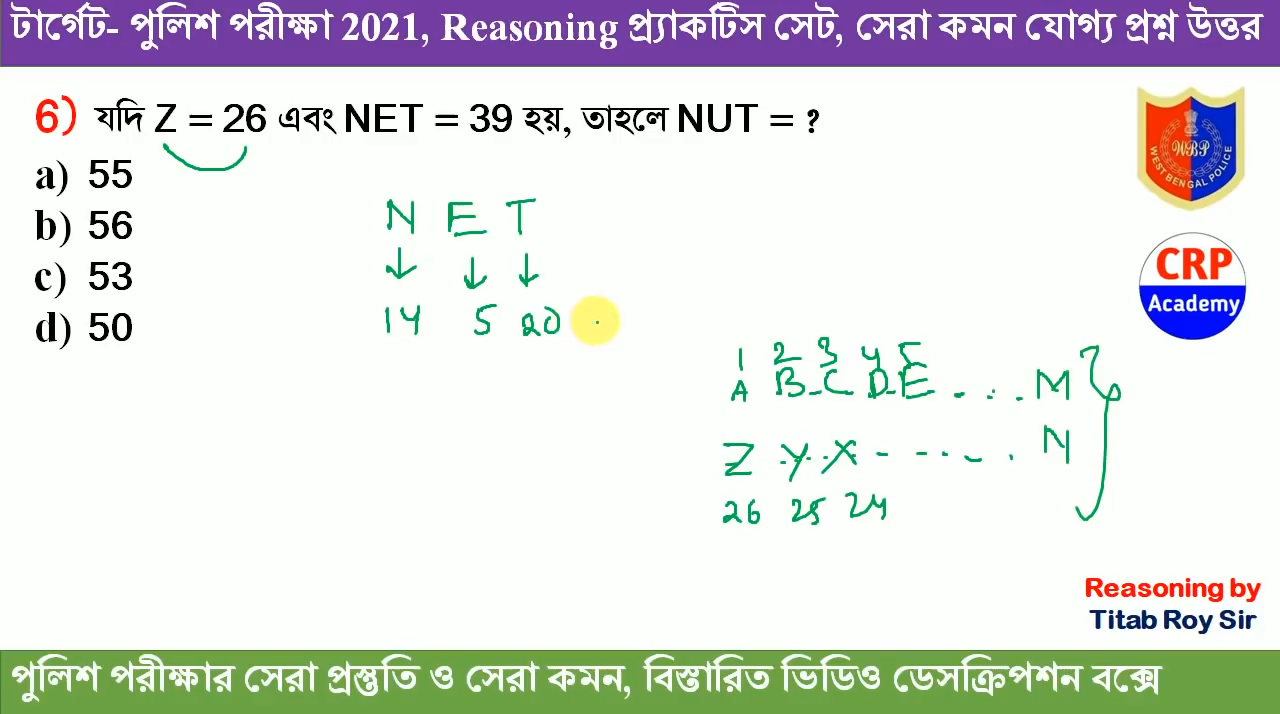 টার্গেট- পুলিশ পরীক্ষা 2021, Reasoning প্র্যাকটিস সেট, সেরা কমন যোগ্য প্রশ্ন উত্তর
6) যদি Z = 26 এবং NET = 39 হয়, তাহলে NUT = ?
a) 55
b) 56
c) 53
d) 50
N E T
14 5 20
1 2 3 4 5
A B C D E . . . . M
Z Y X - - . . - . N
26 25 24
WBP
WEST BENGAL POLICE
CRP
Academy
Reasoning by
Titab Roy Sir
পুলিশ পরীক্ষার সেরা প্রস্তুতি ও সেরা কমন, বিস্তারিত ভিডিও ডেসক্রিপশন বক্সে